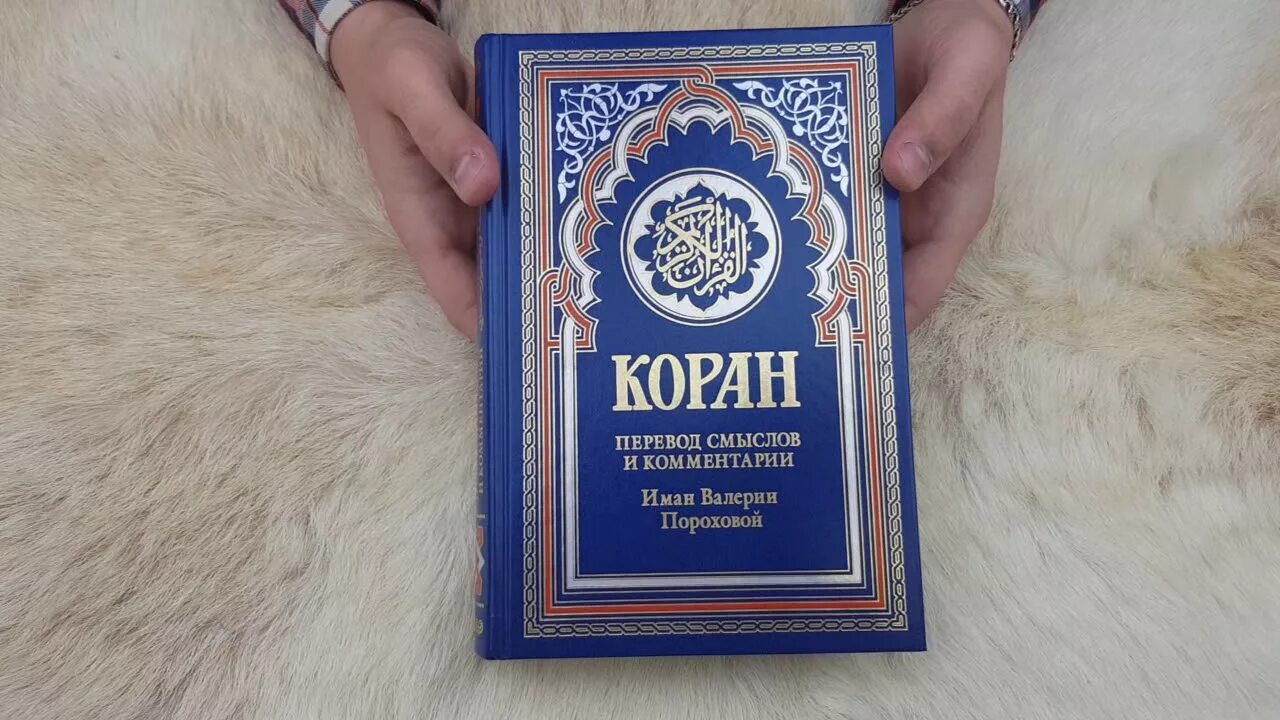 القرآن الكريم
КОРАН
ПЕРЕВОД СМЫСЛОВ
И КОММЕНТАРИИ
Иман Валерии
Пороховой